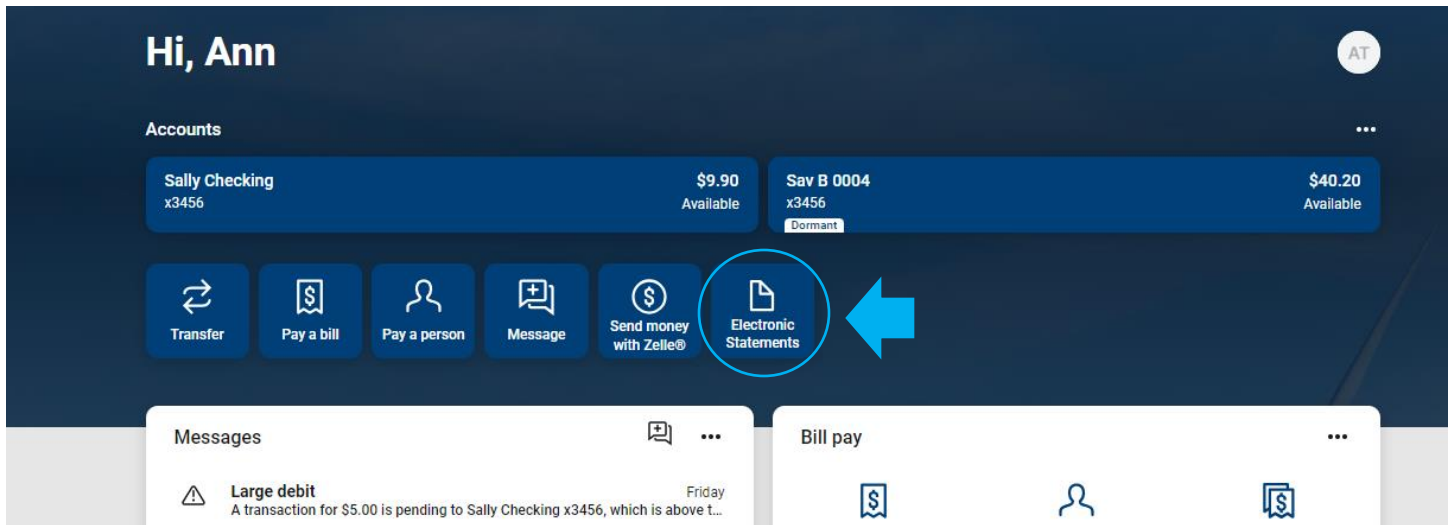 Hi, Ann
AT
Accounts
Sally Checking
$9.90
x3456
Available
Sav B 0004
$40.20
x3456
Available
Dormant
Transfer
Pay a bill
Pay a person
Message
Send money
with Zelle®
Electronic
Statements
Messages
Large debit
Friday
A transaction for $5.00 is pending to Sally Checking x3456, which is above t...
Bill pay